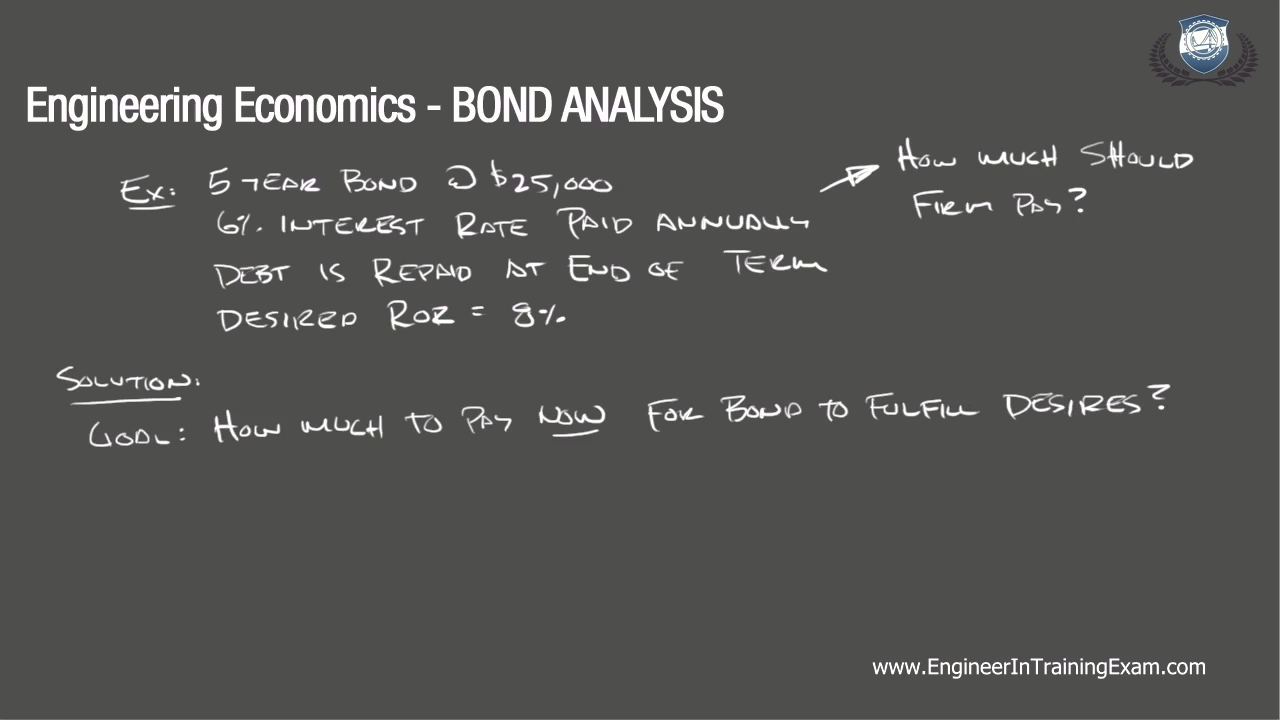 Engineering Economics - BOND ANALYSIS
Ex: 5 YEAR BOND @ $25,000
6% INTEREST RATE PAID ANNUALLY
DEBT IS REPAID AT END OF TERM
DESIRED ROR = 8%
HOW MUCH SHOULD
FIRM PAY?
SOLUTION:
GOAL: HOW MUCH TO PAY NOW FOR BOND TO FULFILL DESIRES?
www.EngineerInTrainingExam.com